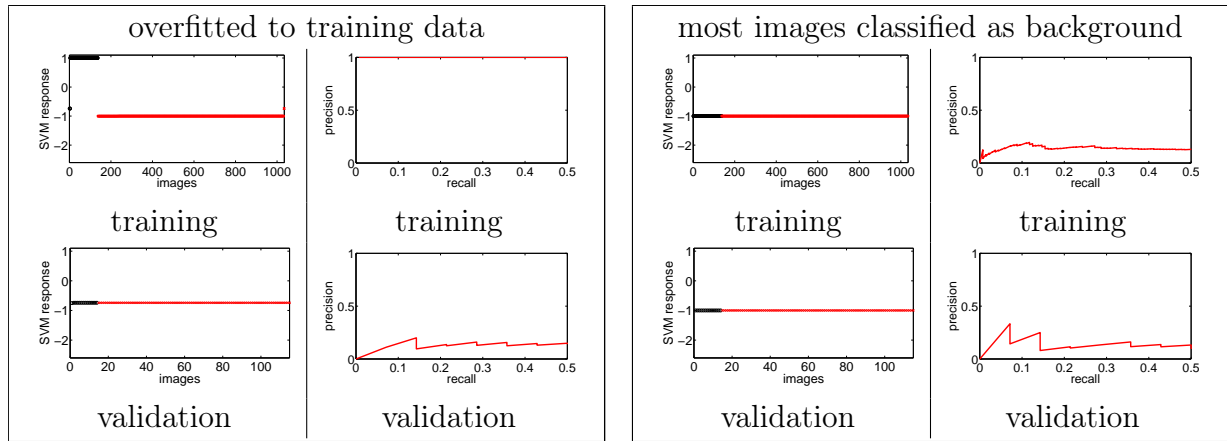 overfitted to training data
SVM response
1
0
−1
−2
0 200 400 600 800 1000
images
training
precision
1
0.5
0
0 0.1 0.2 0.3 0.4 0.5
recall
training
SVM response
1
0
−1
−2
0 20 40 60 80 100
images
validation
precision
1
0.5
0
0 0.1 0.2 0.3 0.4 0.5
recall
validation
most images classified as background
SVM response
1
0
−1
−2
0 200 400 600 800 1000
images
training
precision
1
0.5
0
0 0.1 0.2 0.3 0.4 0.5
recall
training
SVM response
1
0
−1
−2
0 20 40 60 80 100
images
validation
precision
1
0.5
0
0 0.1 0.2 0.3 0.4 0.5
recall
validation